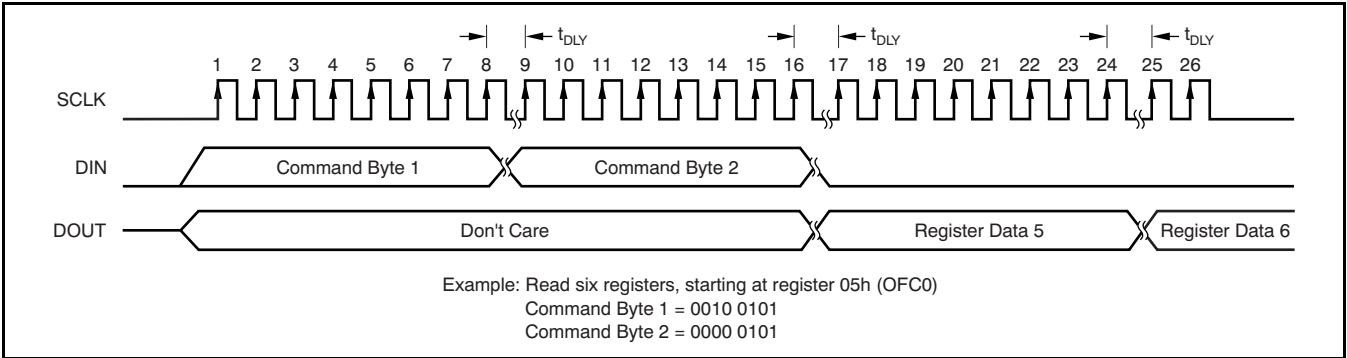 t_DLY t_DLY t_DLY
1 2 3 4 5 6 7 8 9 10 11 12 13 14 15 16 17 18 19 20 21 22 23 24 25 26
SCLK
DIN Command Byte 1 Command Byte 2
DOUT Don't Care Register Data 5 Register Data 6
Example: Read six registers, starting at register 05h (OFC0)
Command Byte 1 = 0010 0101
Command Byte 2 = 0000 0101